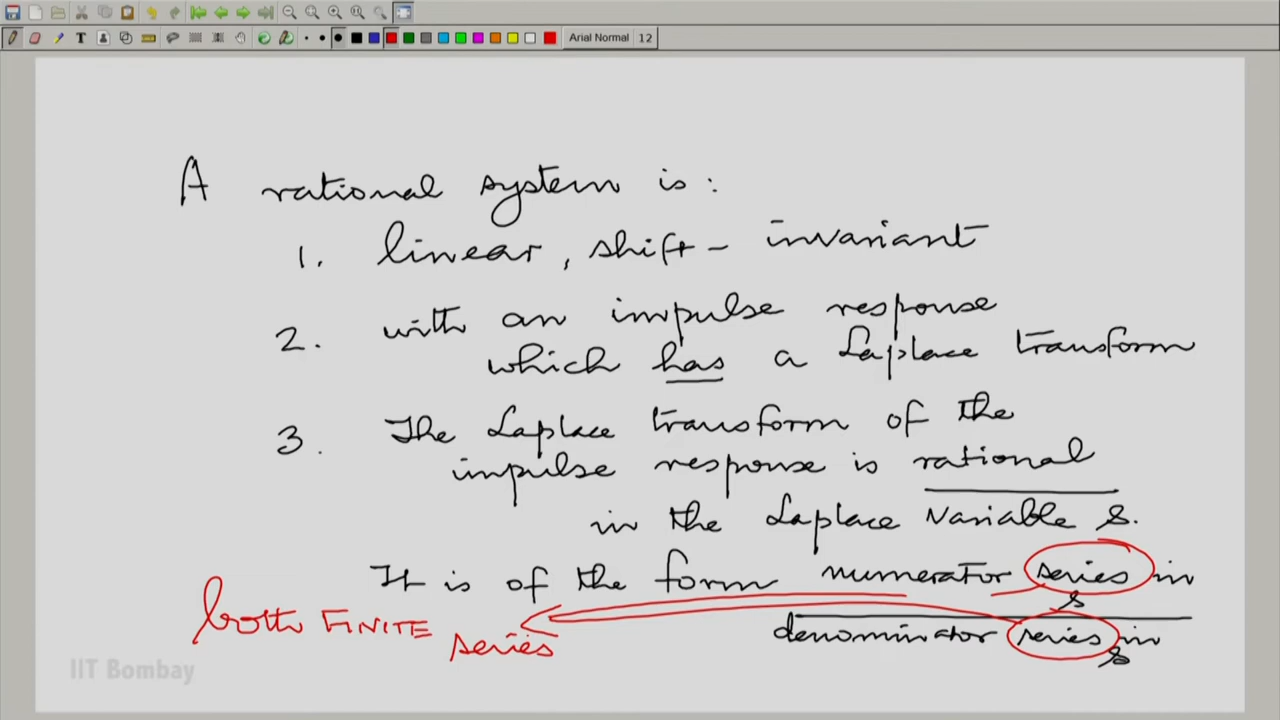 Arial Normal 12
A rational system is :
1. linear, shift-invariant
2. with an impulse response
which has a Laplace transform
3. The Laplace transform of the
impulse response is rational
in the Laplace Variable s.
It is of the form numerator series in
s
denominator series in
s
both FINITE
series
IIT Bombay